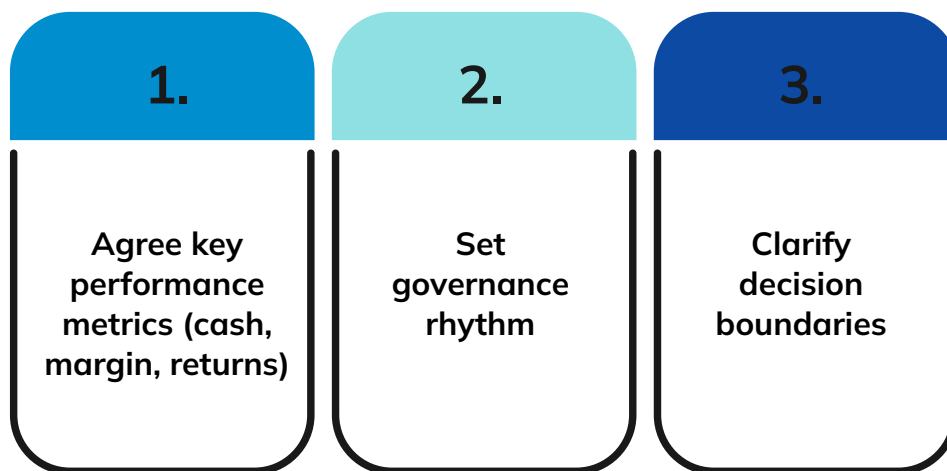 1.
Agree key
performance
metrics (cash,
margin, returns)
2.
Set
governance
rhythm
3.
Clarify
decision
boundaries